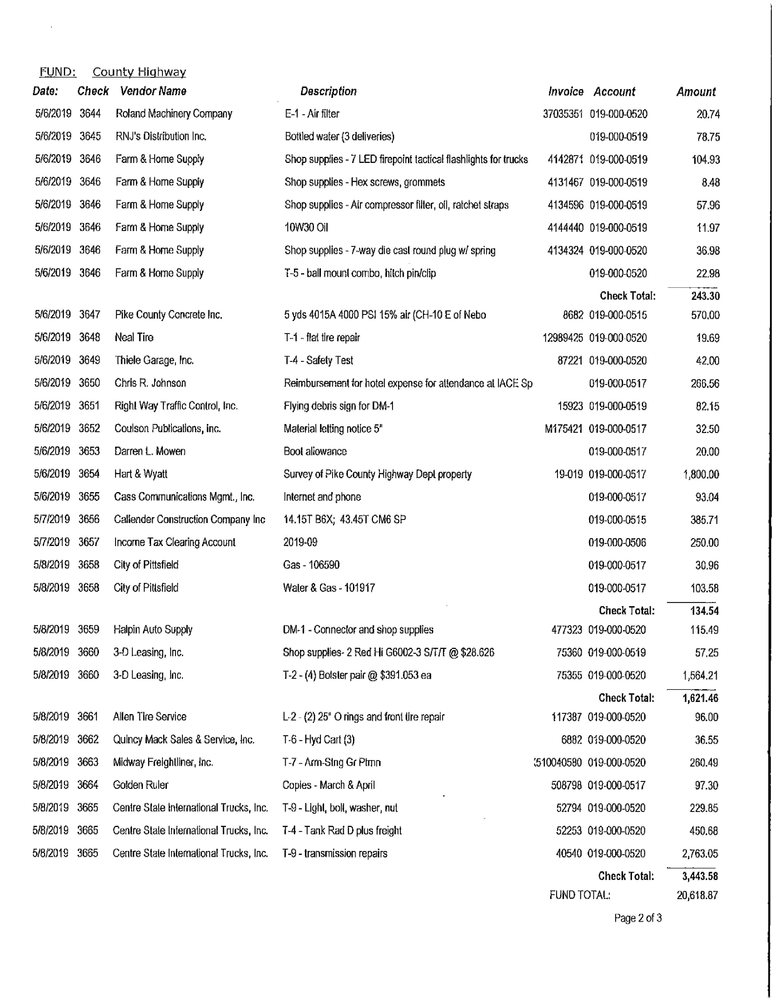 FUND: County Highway
Date: Check Vendor Name Description Invoice Account Amount
5/6/2019 3644 Roland Machinery Company E-1 - Air filter 37035351 019-000-0520 20.74
5/6/2019 3645 RNJ's Distribution Inc. Bottled water (3 deliveries) 019-000-0519 78.75
5/6/2019 3646 Farm & Home Supply Shop supplies - 7 LED firepoint tactical flashlights for trucks 4142871 019-000-0519 104.93
5/6/2019 3646 Farm & Home Supply Shop supplies - Hex screws, grommets 4131467 019-000-0519 8.48
5/6/2019 3646 Farm & Home Supply Shop supplies - Air compressor filter, oil, ratchet straps 4134596 019-000-0519 57.96
5/6/2019 3646 Farm & Home Supply 10W30 Oil 4144440 019-000-0519 11.97
5/6/2019 3646 Farm & Home Supply Shop supplies - 7-way die cast round plug w/ spring 4134324 019-000-0520 36.98
5/6/2019 3646 Farm & Home Supply T-5 - ball mount combo, hitch pin/clip 019-000-0520 22.98
Check Total: 243.30
5/6/2019 3647 Pike County Concrete Inc. 5 yds 4015A 4000 PSI 15% air (CH-10 E of Nebo 8682 019-000-0515 570.00
5/6/2019 3648 Neal Tire T-1 - flat tire repair 12989425 019-000-0520 19.69
5/6/2019 3649 Thiele Garage, Inc. T-4 - Safety Test 87221 019-000-0520 42.00
5/6/2019 3650 Chris R. Johnson Reimbursement for hotel expense for attendance at IACE Sp 019-000-0517 266.56
5/6/2019 3651 Right Way Traffic Control, Inc. Flying debris sign for DM-1 15923 019-000-0519 82.15
5/6/2019 3652 Coulson Publications, Inc. Material letting notice 5" M175421 019-000-0517 32.50
5/6/2019 3653 Darren L. Mowen Boot allowance 019-000-0517 20.00
5/6/2019 3654 Hart & Wyatt Survey of Pike County Highway Dept property 19-019 019-000-0517 1,800.00
5/6/2019 3655 Cass Communications Mgmt., Inc. Internet and phone 019-000-0517 93.04
5/7/2019 3656 Callender Construction Company Inc 14.15T B6X; 43.45T CM6 SP 019-000-0515 385.71
5/7/2019 3657 Income Tax Clearing Account 2019-09 019-000-0506 250.00
5/8/2019 3658 City of Pittsfield Gas - 106590 019-000-0517 30.96
5/8/2019 3658 City of Pittsfield Water & Gas - 101917 019-000-0517 103.58
Check Total: 134.54
5/8/2019 3659 Halpin Auto Supply DM-1 - Connector and shop supplies 477323 019-000-0520 115.49
5/8/2019 3660 3-D Leasing, Inc. Shop supplies- 2 Red Hi G6002-3 S/T/T @ $28.626 75360 019-000-0519 57.25
5/8/2019 3660 3-D Leasing, Inc. T-2 - (4) Bolster pair @ $391.053 ea 75355 019-000-0520 1,564.21
Check Total: 1,621.46
5/8/2019 3661 Allen Tire Service L-2 - (2) 25" O rings and front tire repair 117387 019-000-0520 96.00
5/8/2019 3662 Quincy Mack Sales & Service, Inc. T-6 - Hyd Cart (3) 6882 019-000-0520 36.55
5/8/2019 3663 Midway Freightliner, Inc. T-7 - Arm-Stng Gr Ptmn 510040580 019-000-0520 260.49
5/8/2019 3664 Golden Ruler Copies - March & April 508798 019-000-0517 97.30
5/8/2019 3665 Centre State International Trucks, Inc. T-9 - Light, bolt, washer, nut 52794 019-000-0520 229.85
5/8/2019 3665 Centre State International Trucks, Inc. T-4 - Tank Rad D plus freight 52253 019-000-0520 450.68
5/8/2019 3665 Centre State International Trucks, Inc. T-9 - transmission repairs 40540 019-000-0520 2,763.05
Check Total: 3,443.58
FUND TOTAL: 20,618.87
Page 2 of 3